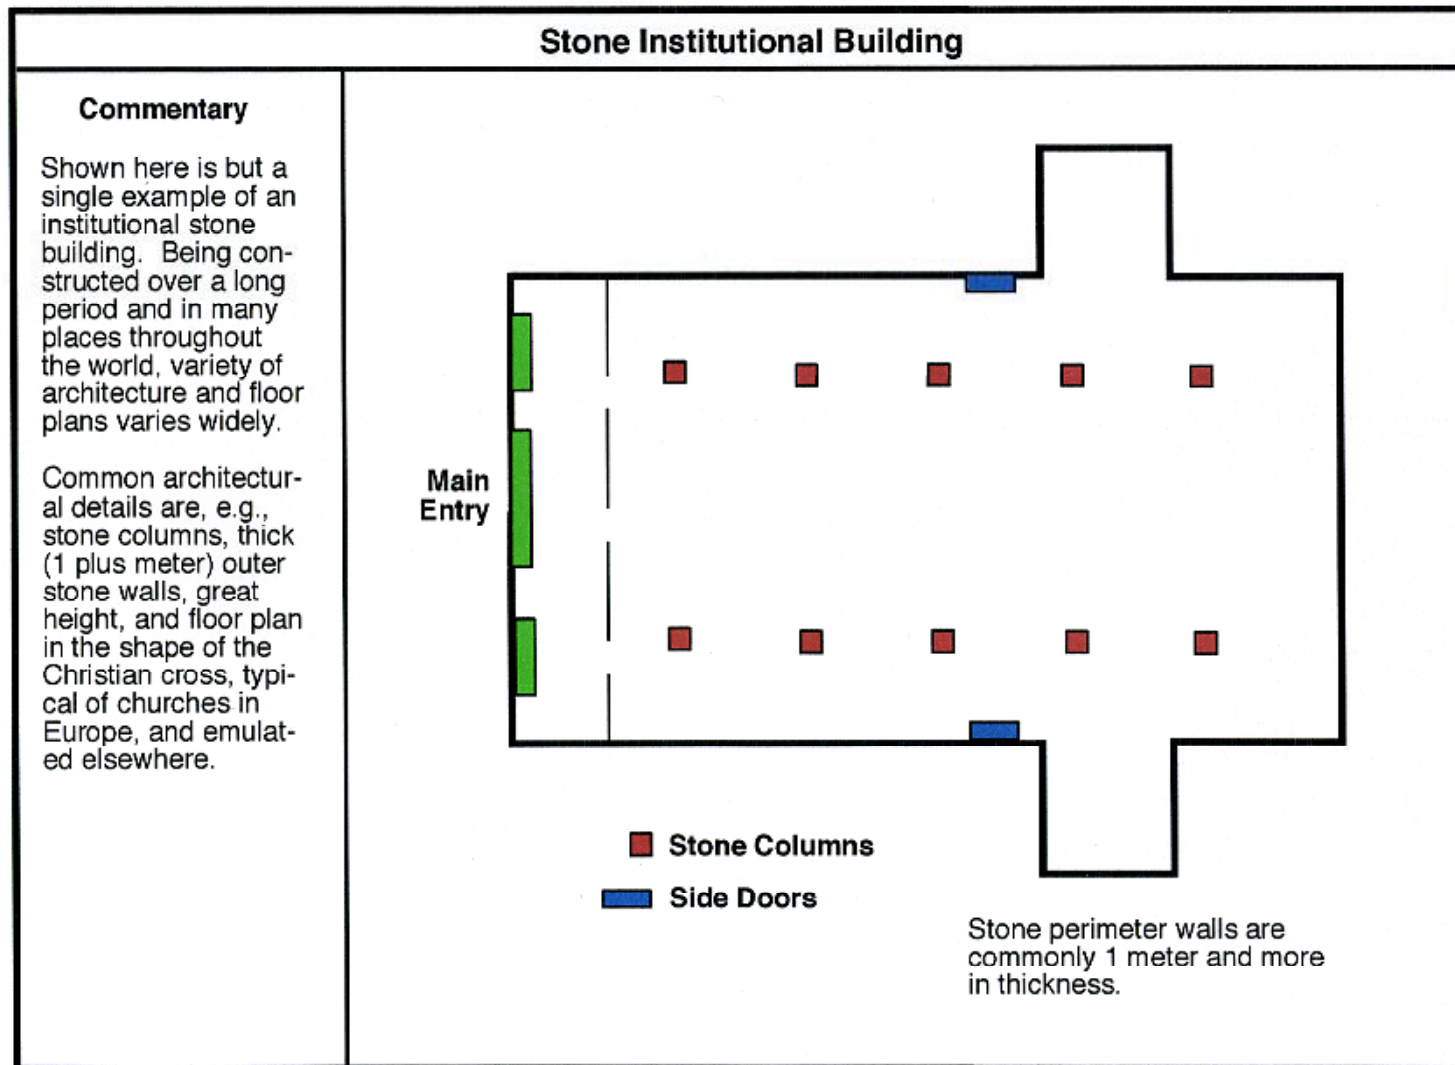 Stone Institutional Building
Commentary
Shown here is but a
single example of an
institutional stone
building.  Being con-
structed over a long
period and in many
places throughout
the world, variety of
architecture and floor
plans varies widely.
Common architectur-
al details are, e.g.,
stone columns, thick
(1 plus meter) outer
stone walls, great
height, and floor plan
in the shape of the
Christian cross, typi-
cal of churches in
Europe, and emulat-
ed elsewhere.
Main
Entry
Stone Columns
Side Doors
Stone perimeter walls are
commonly 1 meter and more
in thickness.